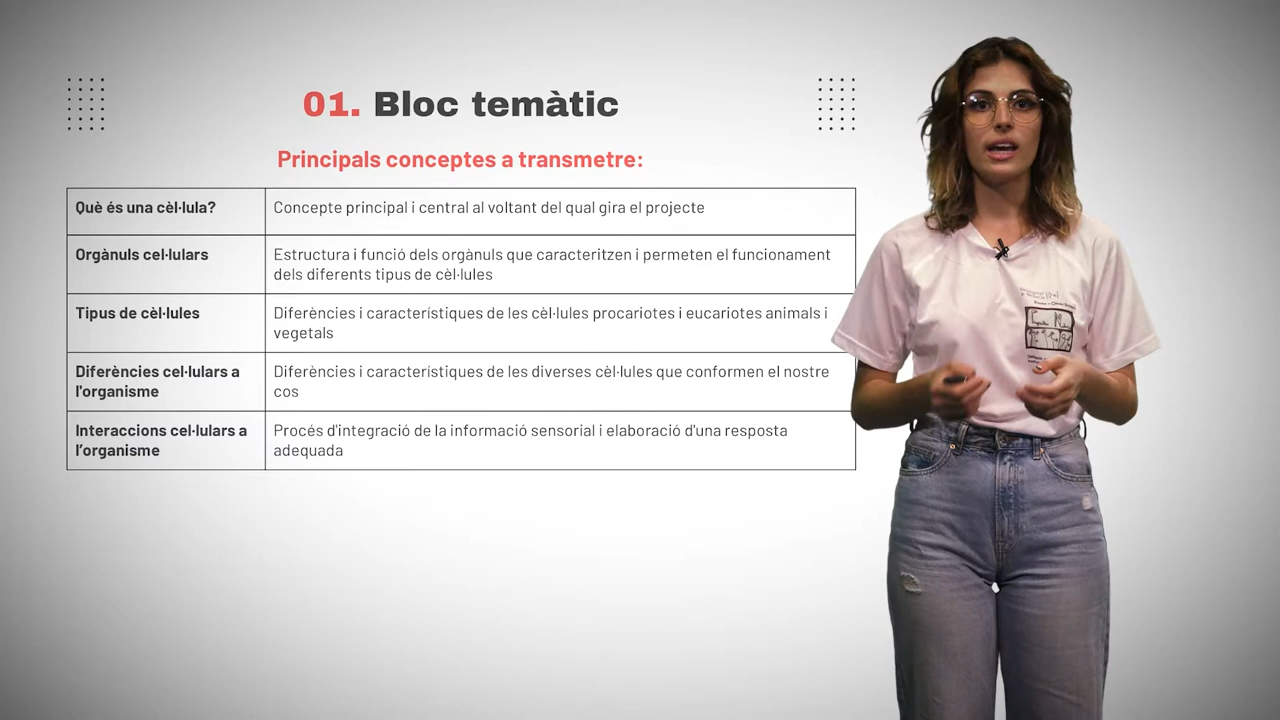 01. Bloc temàtic
Principals conceptes a transmetre:
Què és una cèl·lula?
Concepte principal i central al voltant del qual gira el projecte
Orgànuls cel·lulars
Estructura i funció dels orgànuls que caracteritzen i permeten el funcionament
dels diferents tipus de cèl·lules
Tipus de cèl·lules
Diferències i característiques de les cèl·lules procariotes i eucariotes animals i
vegetals
Diferències cel·lulars a
l'organisme
Diferències i característiques de les diverses cèl·lules que conformen el nostre
cos
Interaccions cel·lulars a
l’organisme
Procés d'integració de la informació sensorial i elaboració d'una resposta
adequada